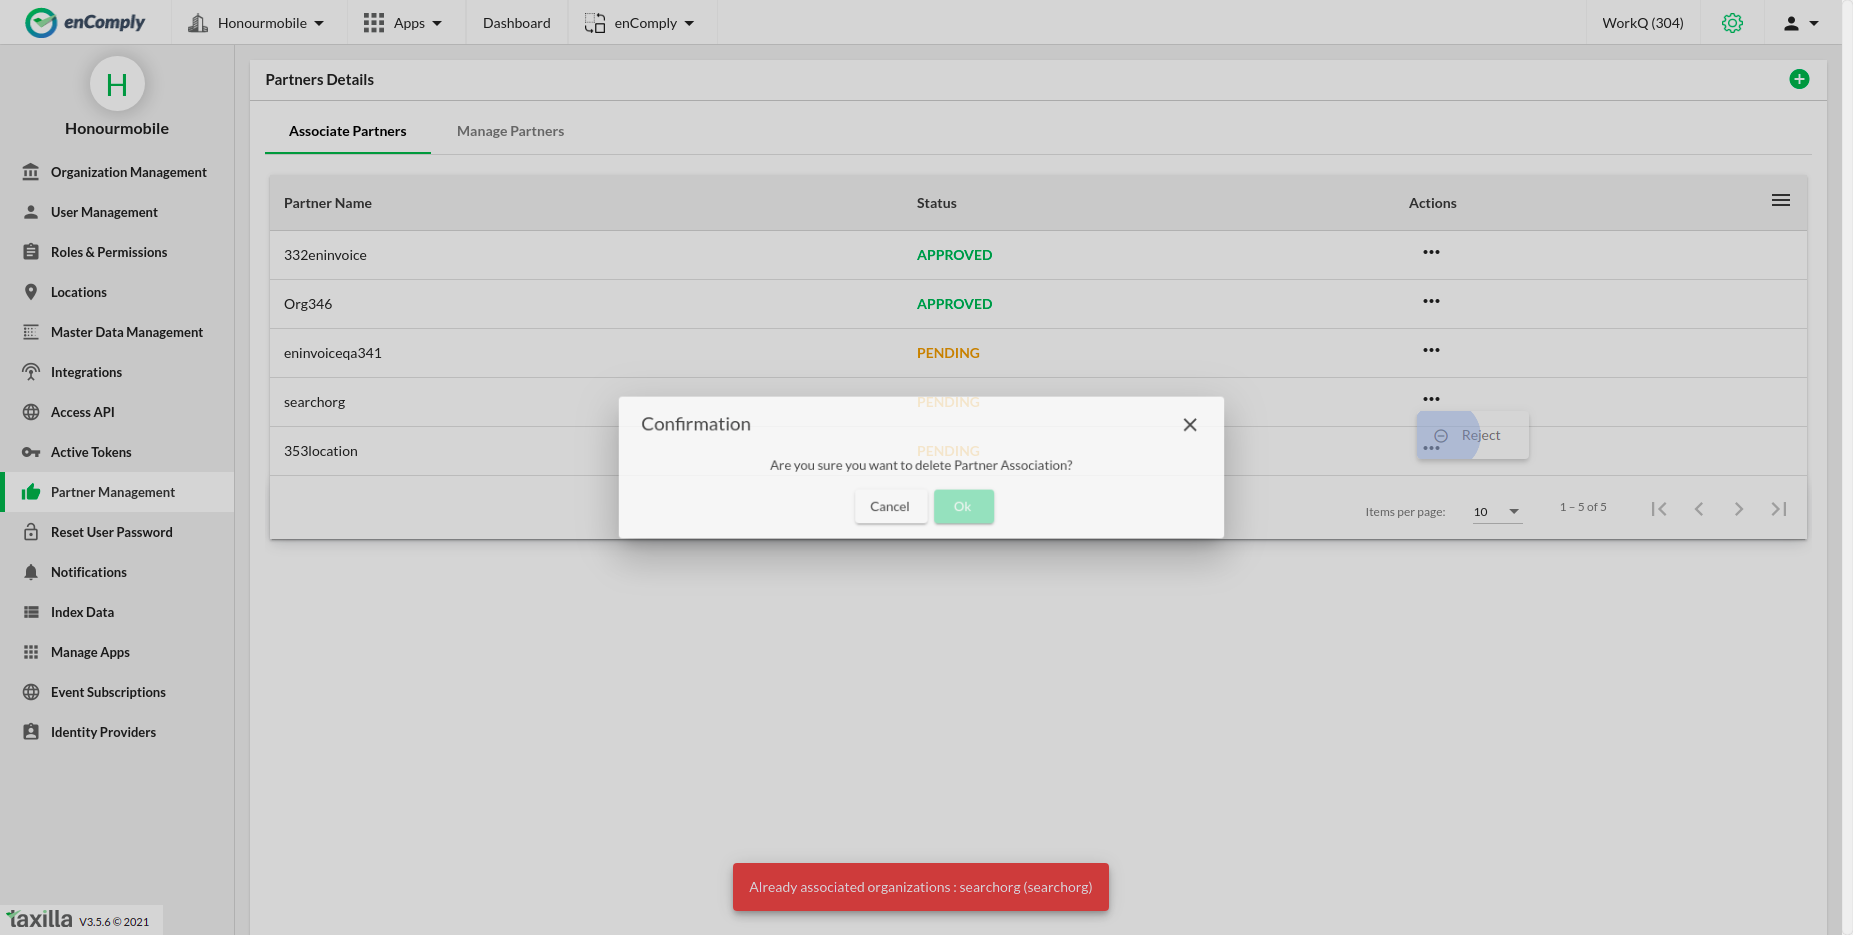 enComply
Honourmobile
Apps
Dashboard
enComply
WorkQ (304)
H
Honourmobile
Organization Management
User Management
Roles & Permissions
Locations
Master Data Management
Integrations
Access API
Active Tokens
Partner Management
Reset User Password
Notifications
Index Data
Manage Apps
Event Subscriptions
Identity Providers
taxilla V3.5.6 © 2021
Partners Details
Associate Partners
Manage Partners
Partner Name Status Actions
332eninvoice APPROVED
Org346 APPROVED
eninvoiceqa341 PENDING
searchorg PENDING
Reject
353location PENDING
Items per page: 10 1 – 5 of 5
Confirmation
Are you sure you want to delete Partner Association?
Cancel Ok
Already associated organizations : searchorg (searchorg)